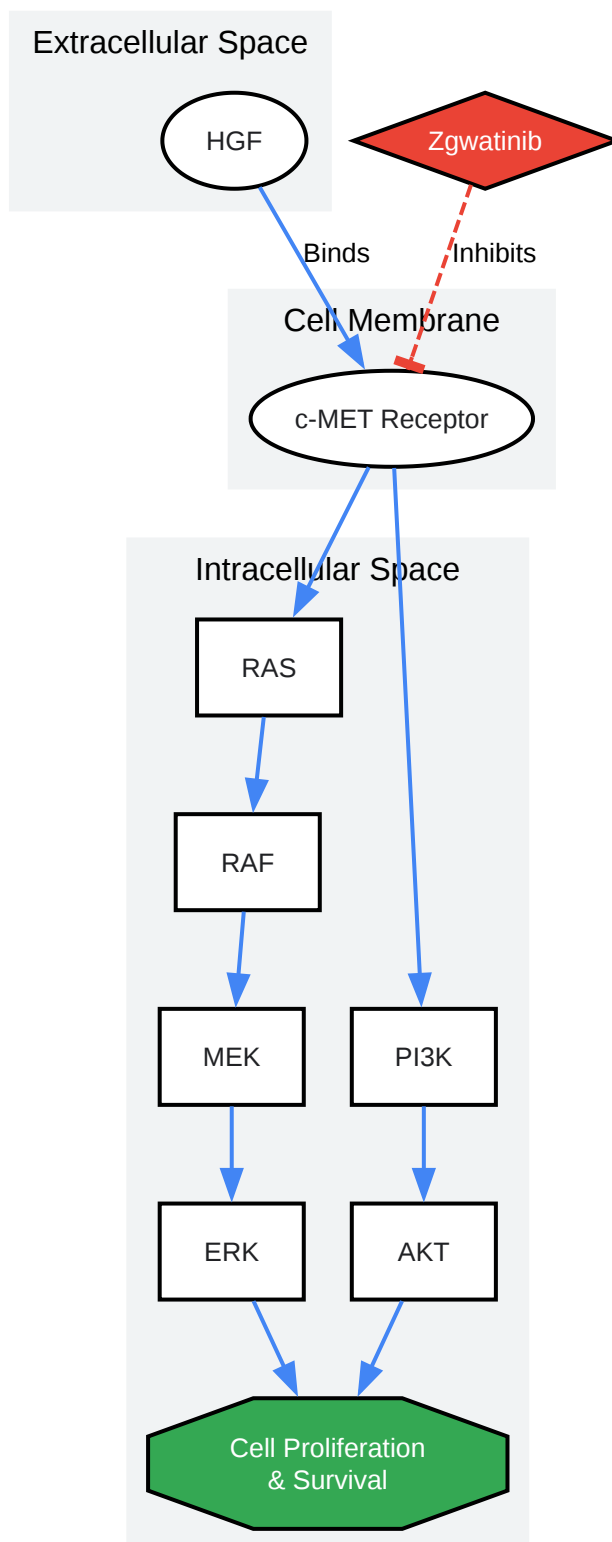 Extracellular Space
HGF
Zgwatinib
Binds
Inhibits
Cell Membrane
c-MET Receptor
Intracellular Space
RAS
RAF
MEK
PI3K
ERK
AKT
Cell Proliferation
& Survival